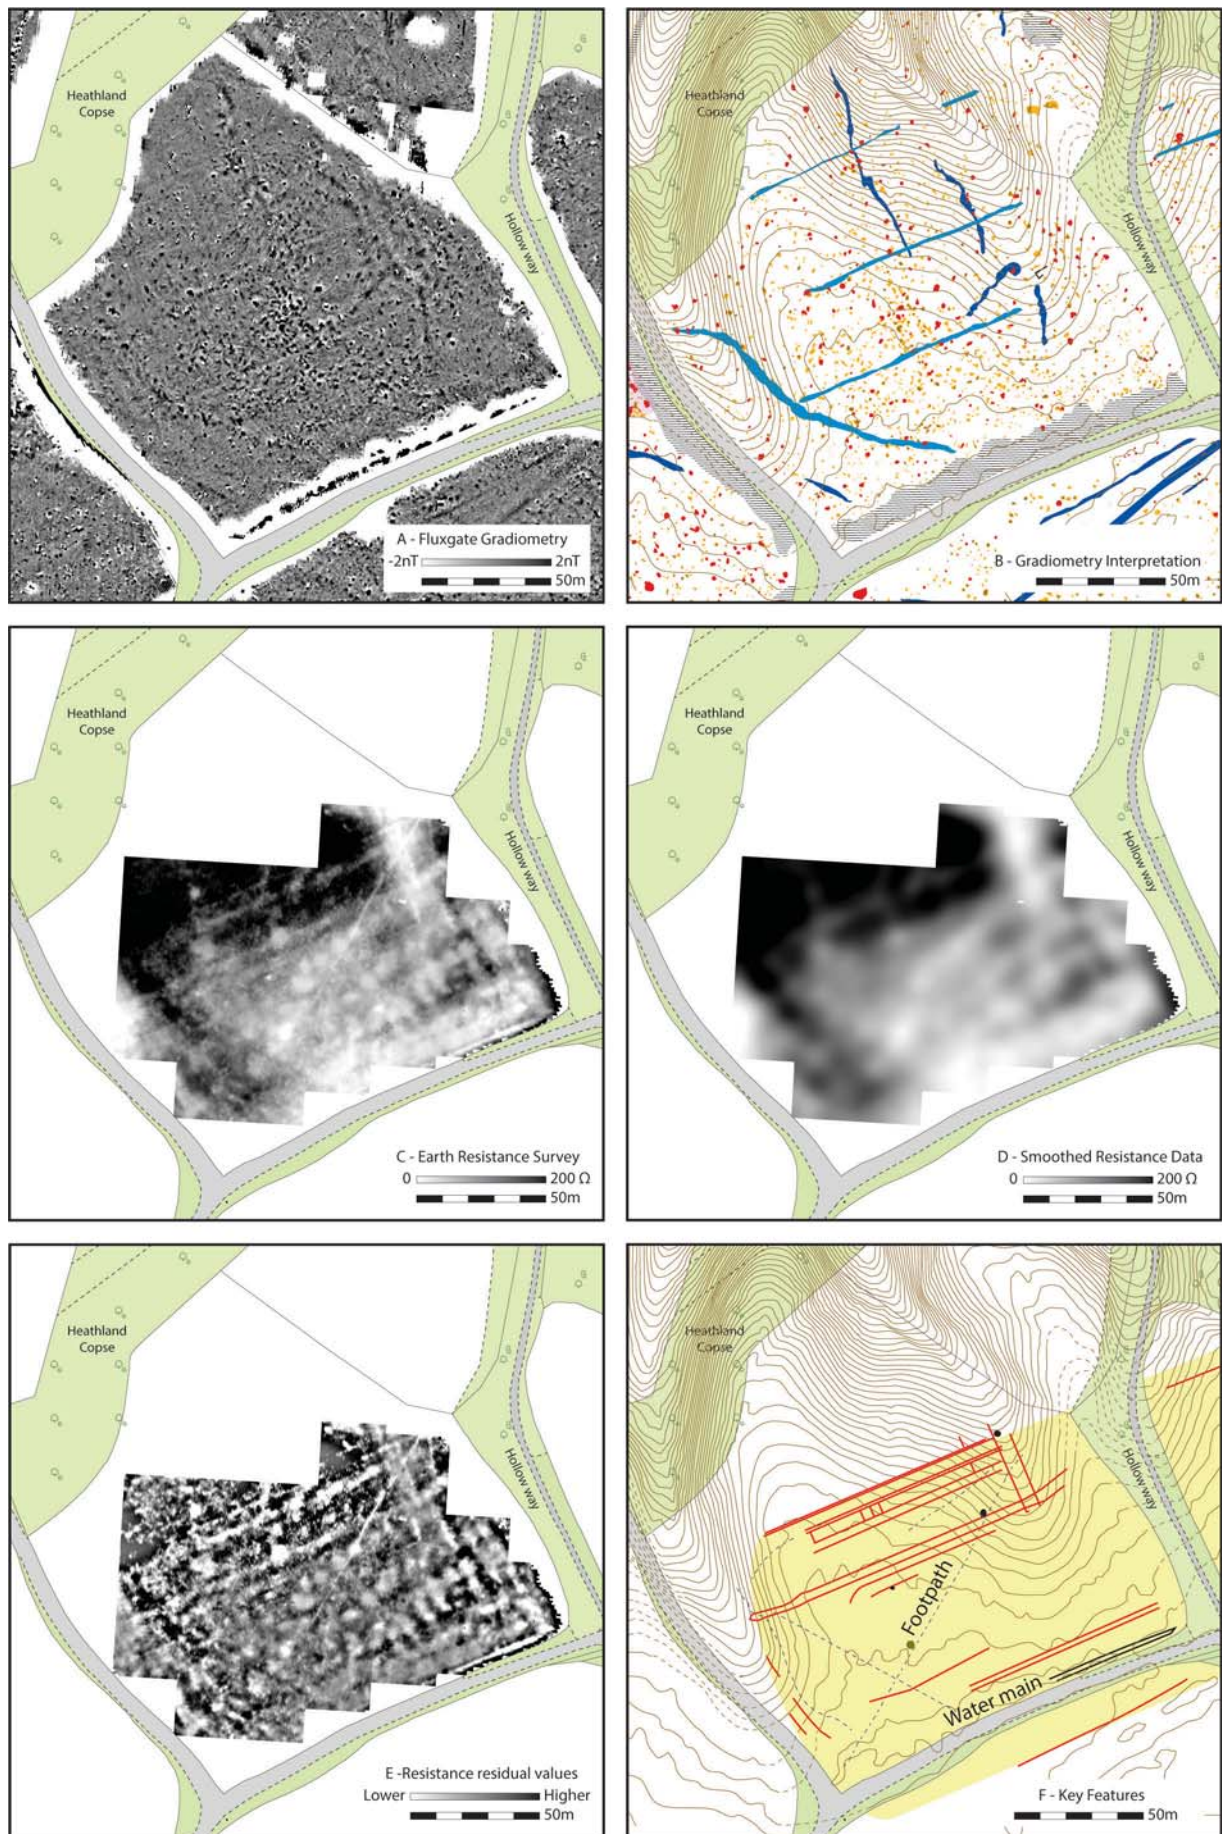 Heathland
Copse
Hollow way
A - Fluxgate Gradiometry
-2nT 2nT
50m
Heathland
Copse
Hollow way
B - Gradiometry Interpretation
50m
Heathland
Copse
Hollow way
C - Earth Resistance Survey
0 200 Ω
50m
Heathland
Copse
Hollow way
D - Smoothed Resistance Data
0 200 Ω
50m
Heathland
Copse
Hollow way
E -Resistance residual values
Lower Higher
50m
Heathland
Copse
Hollow way
Footpath
Water main
F - Key Features
50m